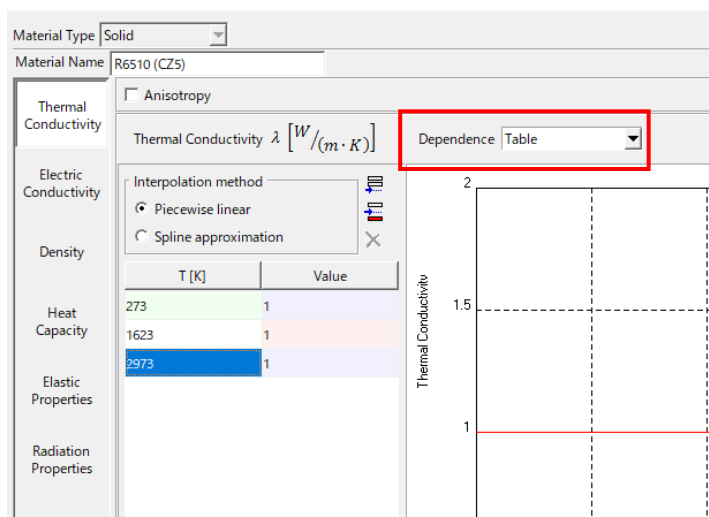 Material Type Solid
Material Name R6510 (CZ5)
Thermal Conductivity
Anisotropy
Thermal Conductivity λ [W/(m · K)]
Dependence Table
Electric Conductivity
Density
Heat Capacity
Elastic Properties
Radiation Properties
Interpolation method
Piecewise linear
Spline approximation
T [K] Value
273 1
1623 1
2973 1
2
1.5
1
Thermal Conductivity